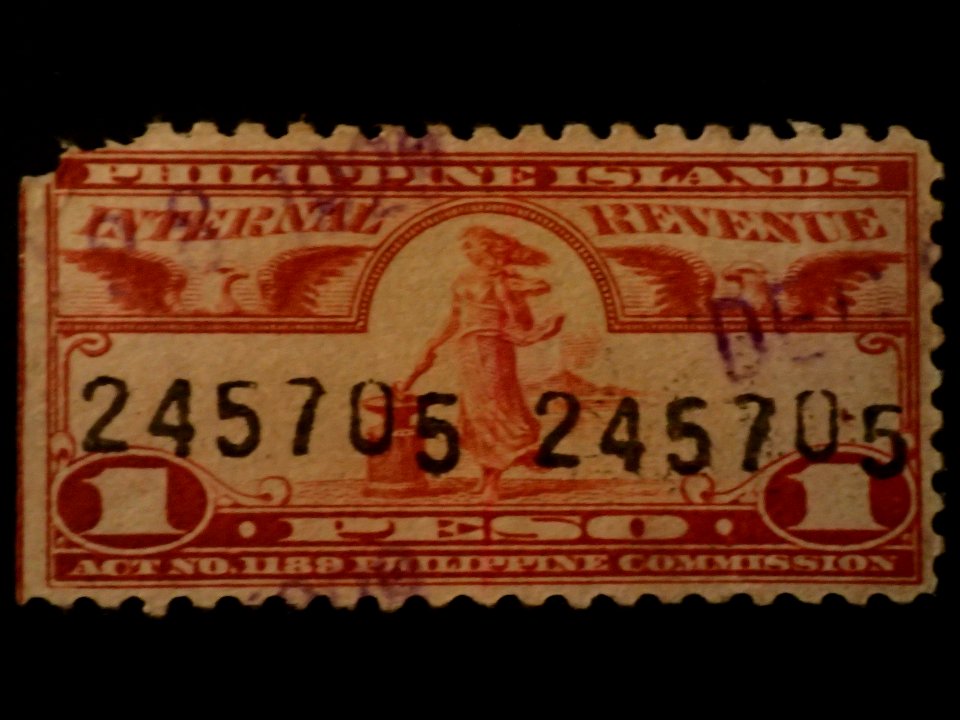 PHILIPPINE ISLANDS
INTERNAL REVENUE
245705 245705
1 PESO 1
ACT NO. 1189 PHILIPPINE COMMISSION